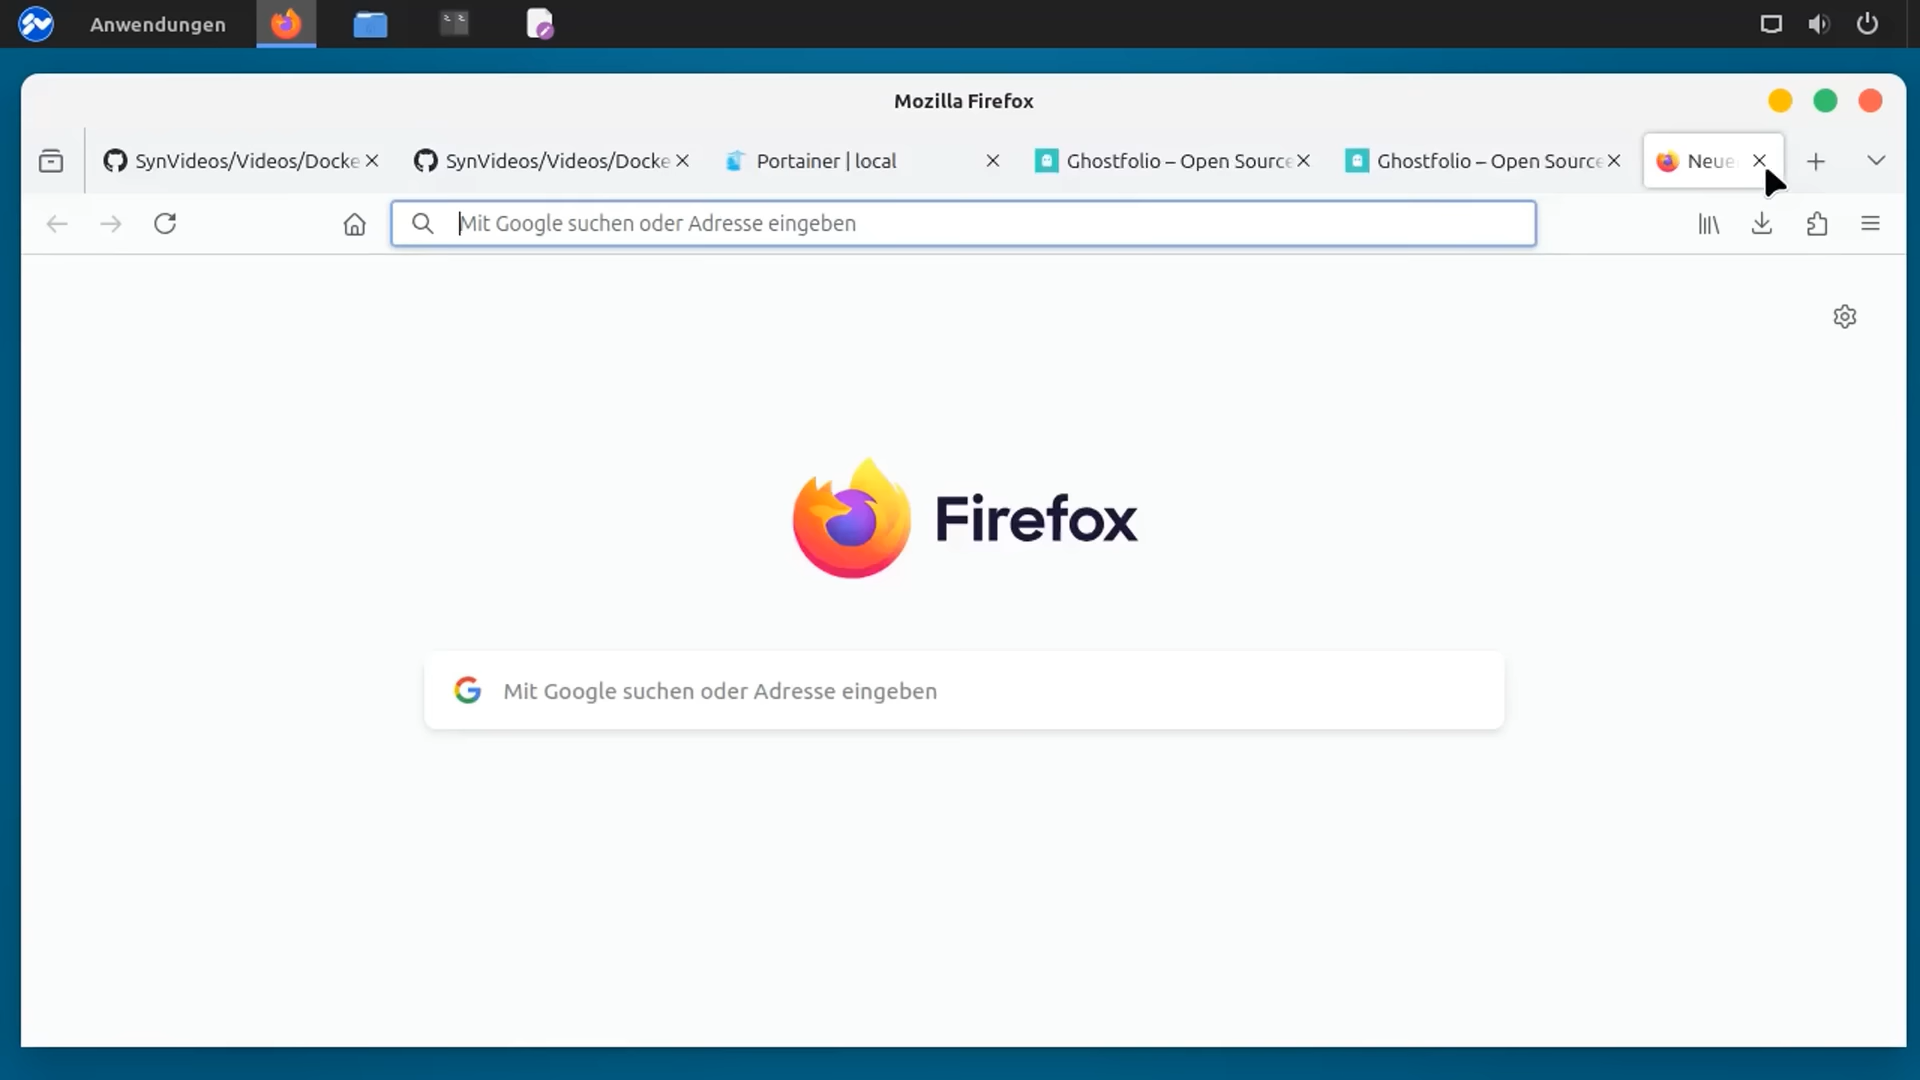 Anwendungen
Mozilla Firefox
SynVideos/Videos/Docke
SynVideos/Videos/Docke
Portainer | local
Ghostfolio – Open Source
Ghostfolio – Open Source
Neue
Mit Google suchen oder Adresse eingeben
Firefox
Mit Google suchen oder Adresse eingeben